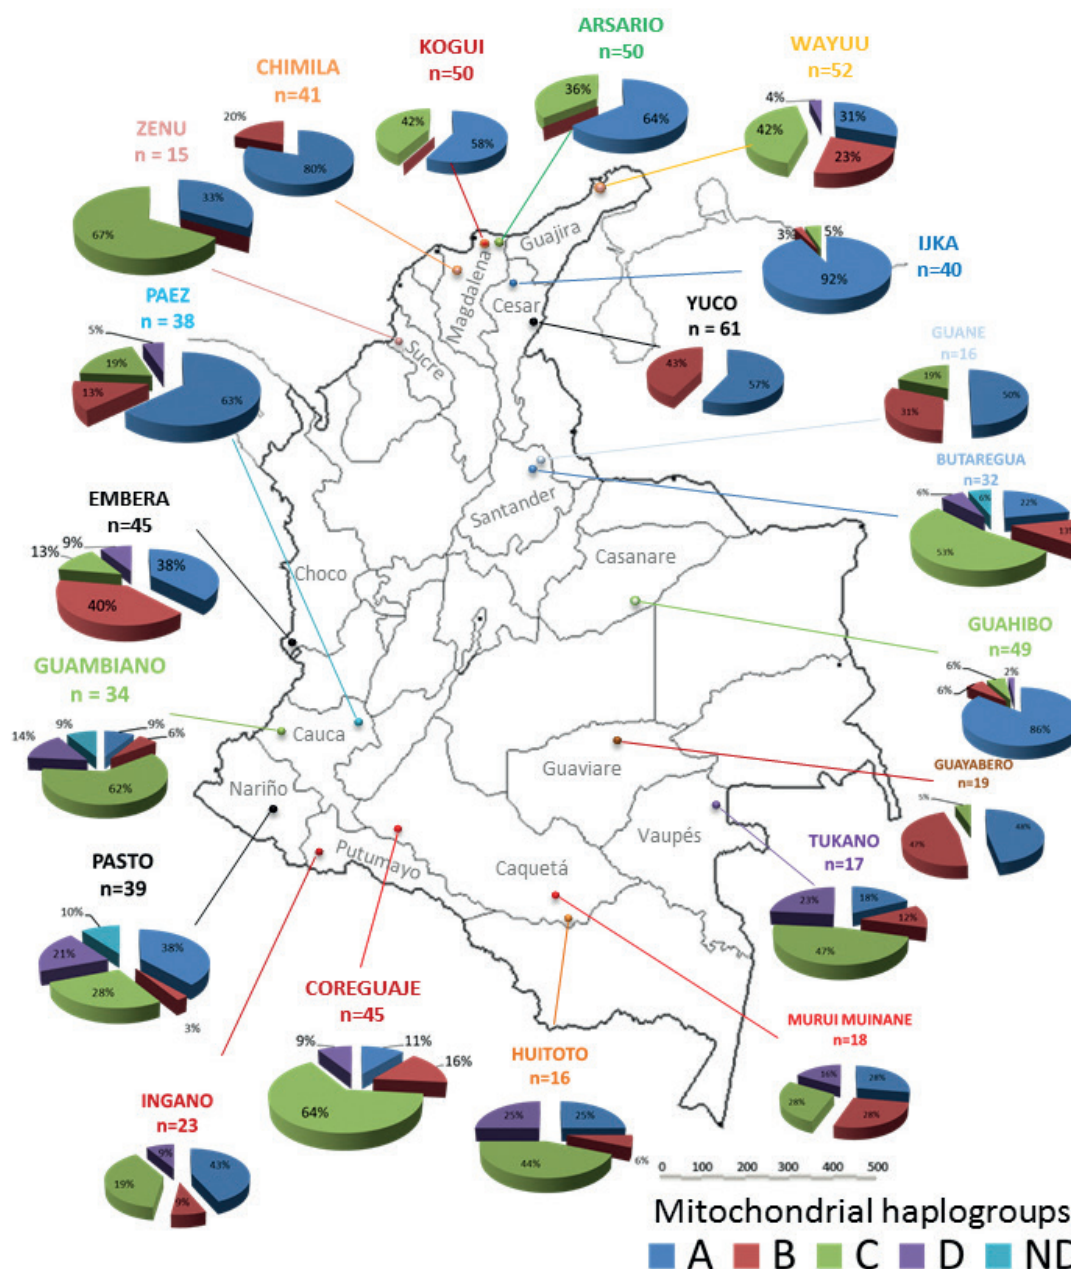 ARSARIO
n=50
KOGUI
n=50
WAYUU
n=52
CHIMILA
n=41
ZENU
n = 15
36%
64%
42%
58%
4%
31%
42%
23%
20%
80%
33%
67%
Guajira
Magdalena
Cesar
Sucre
3%
5%
92%
IJKA
n=40
PAEZ
n = 38
5%
19%
13%
63%
YUCO
n = 61
43%
57%
GUANE
n=16
19%
50%
31%
BUTAREGUA
n=32
6%
6%
22%
13%
53%
Santander
Casanare
Choco
EMBERA
n=45
9%
13%
38%
40%
GUAHIBO
n=49
6%
2%
6%
86%
GUAMBIANO
n = 34
9%
9%
14%
6%
62%
Cauca
Nariño
Guaviare
Vaupés
Putumayo
Caquetá
GUAYABERO
n=19
5%
47%
TUKANO
n=17
23%
18%
12%
47%
PASTO
n=39
10%
38%
21%
28%
3%
COREGUAJE
n=45
9%
11%
16%
64%
HUITOTO
n=16
25%
25%
44%
6%
MURUI MUINANE
n=18
16%
28%
28%
28%
INGANO
n=23
9%
43%
19%
9%
0 100 200 300 400 500
Mitochondrial haplogroups
A B C D ND